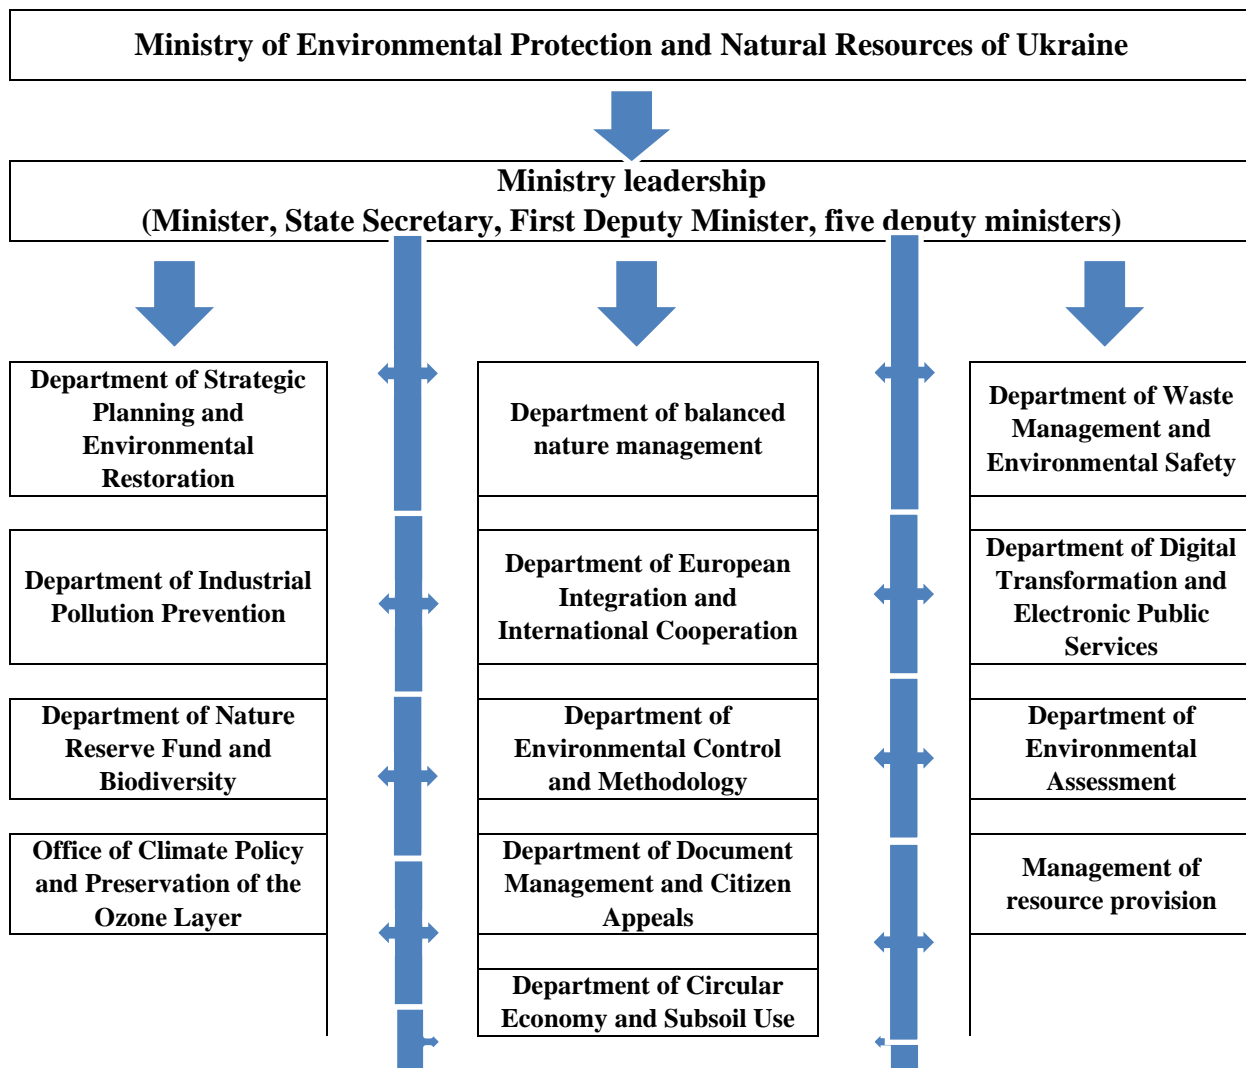 Ministry of Environmental Protection and Natural Resources of Ukraine
Ministry leadership
(Minister, State Secretary, First Deputy Minister, five deputy ministers)
Department of Strategic
Planning and
Environmental
Restoration
Department of balanced
nature management
Department of Waste
Management and
Environmental Safety
Department of Industrial
Pollution Prevention
Department of European
Integration and
International Cooperation
Department of Digital
Transformation and
Electronic Public
Services
Department of Nature
Reserve Fund and
Biodiversity
Department of
Environmental Control
and Methodology
Department of
Environmental
Assessment
Office of Climate Policy
and Preservation of the
Ozone Layer
Department of Document
Management and Citizen
Appeals
Management of
resource provision
Department of Circular
Economy and Subsoil Use